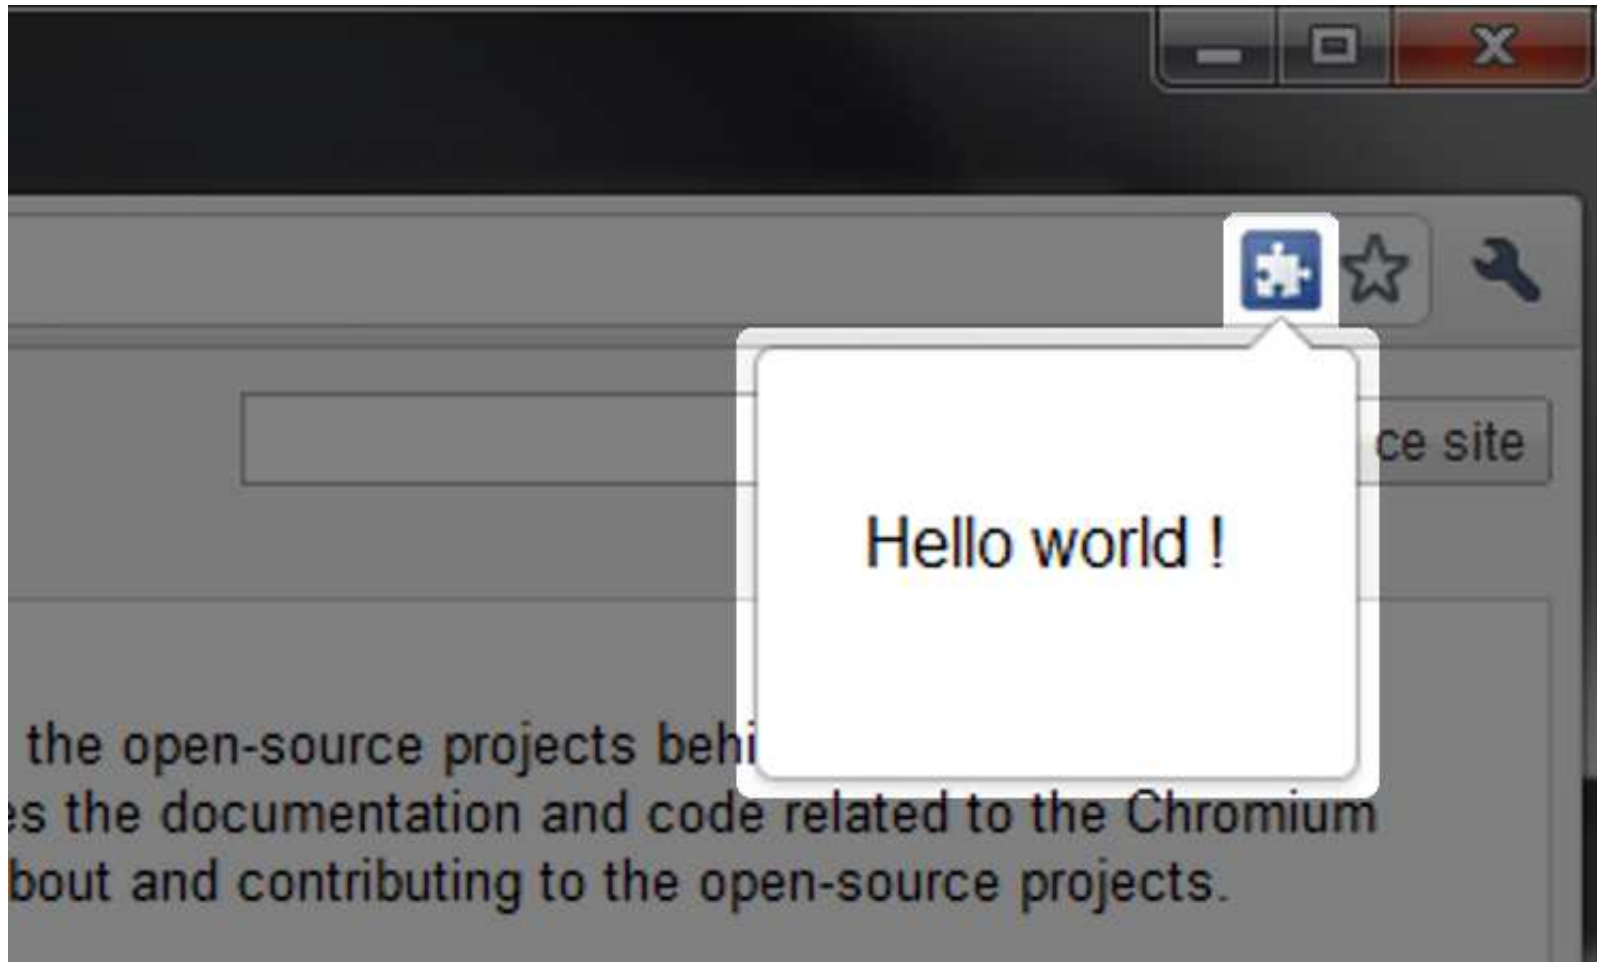 ce site
Hello world !
the open-source projects behi
es the documentation and code related to the Chromium
bout and contributing to the open-source projects.